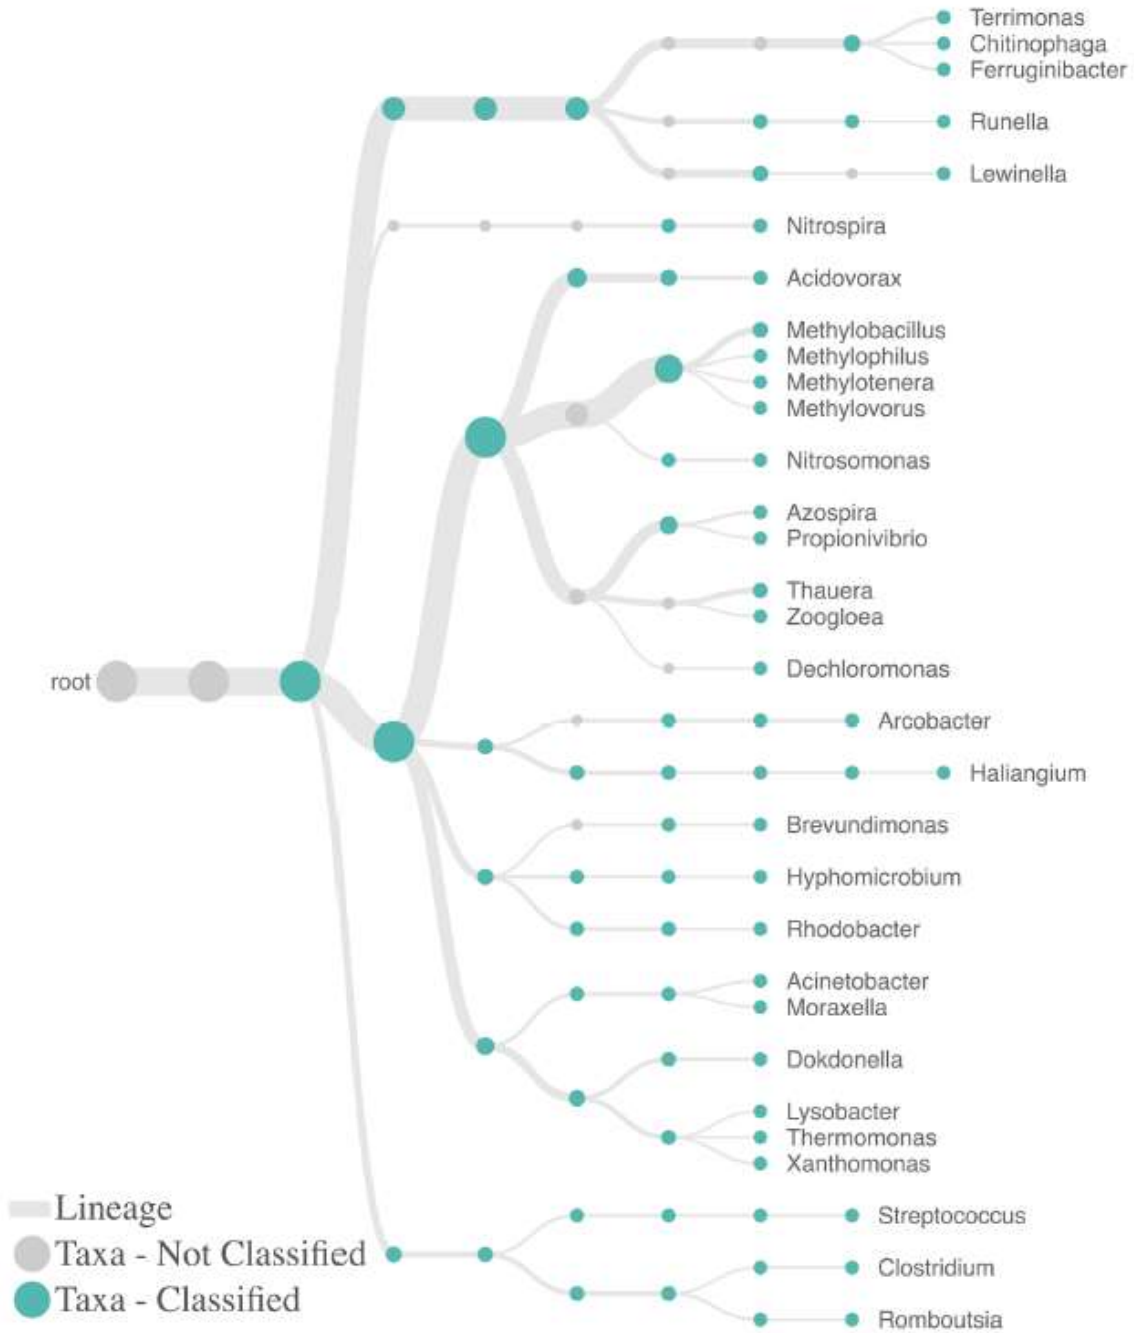 Terrimonas
Chitinophaga
Ferruginibacter
Runella
Lewinella
Nitrospira
Acidovorax
Methylobacillus
Methylophilus
Methylotenera
Methylovorus
Nitrosomonas
Azospira
Propionivibrio
Thauera
Zoogloea
Dechloromonas
root
Arcobacter
Haliangium
Brevundimonas
Hyphomicrobium
Rhodobacter
Acinetobacter
Moraxella
Dokdonella
Lysobacter
Thermomonas
Xanthomonas
Streptococcus
Clostridium
Romboutsia
Lineage
Taxa - Not Classified
Taxa - Classified